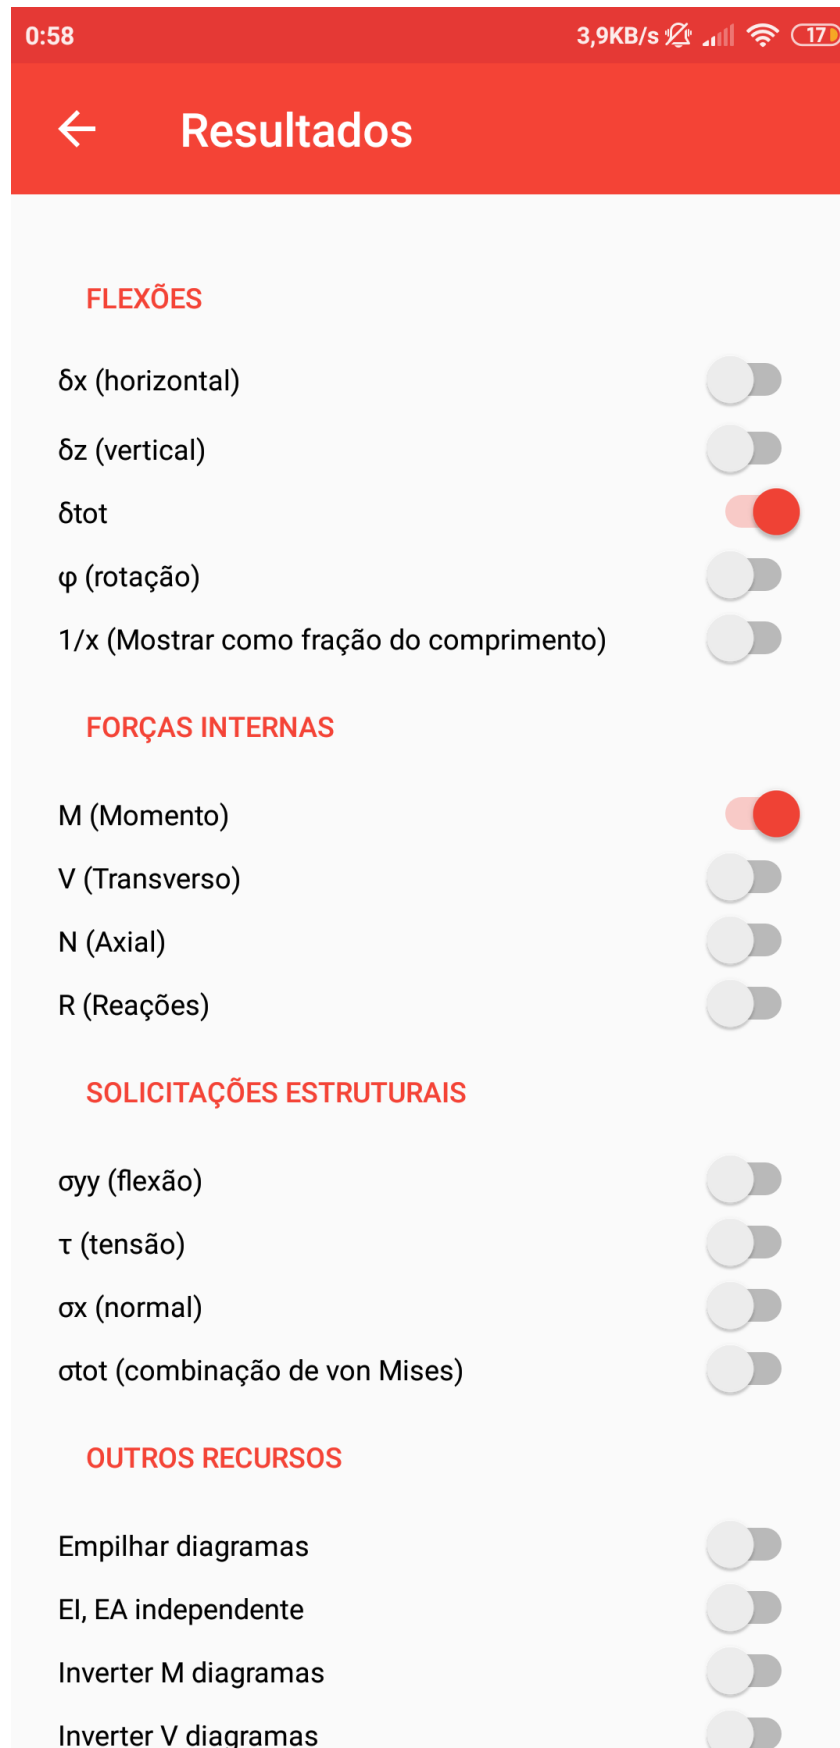 0:58 3,9KB/s 17
Resultados
FLEXÕES
δx (horizontal)
δz (vertical)
δtot
φ (rotação)
1/x (Mostrar como fração do comprimento)
FORÇAS INTERNAS
M (Momento)
V (Transverso)
N (Axial)
R (Reações)
SOLICITAÇÕES ESTRUTURAIS
σyy (flexão)
τ (tensão)
σx (normal)
σtot (combinação de von Mises)
OUTROS RECURSOS
Empilhar diagramas
EI, EA independente
Inverter M diagramas
Inverter V diagramas